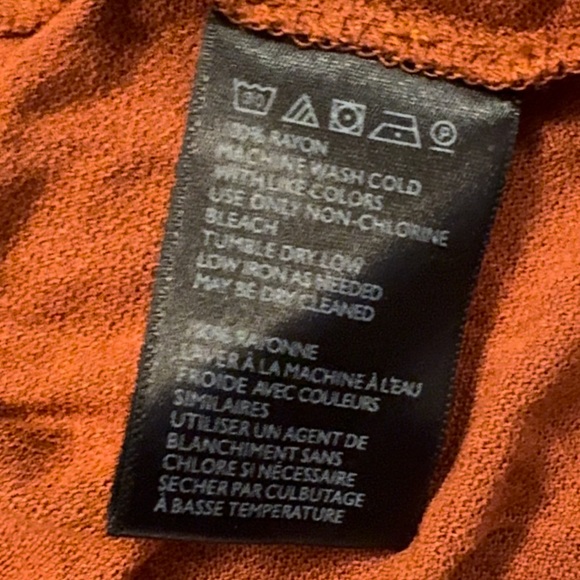 30
P
100% RAYON
MACHINE WASH COLD
WITH LIKE COLORS
USE ONLY NON-CHLORINE
BLEACH
TUMBLE DRY LOW
LOW IRON AS NEEDED
MAY BE DRY CLEANED
100% RAYONNE
LAVER À LA MACHINE À L'EAU
FROIDE AVEC COULEURS
SIMILAIRES
UTILISER UN AGENT DE
BLANCHIMENT SANS
CHLORE SI NÉCESSAIRE
SECHER PAR CULBUTAGE
À BASSE TEMPERATURE